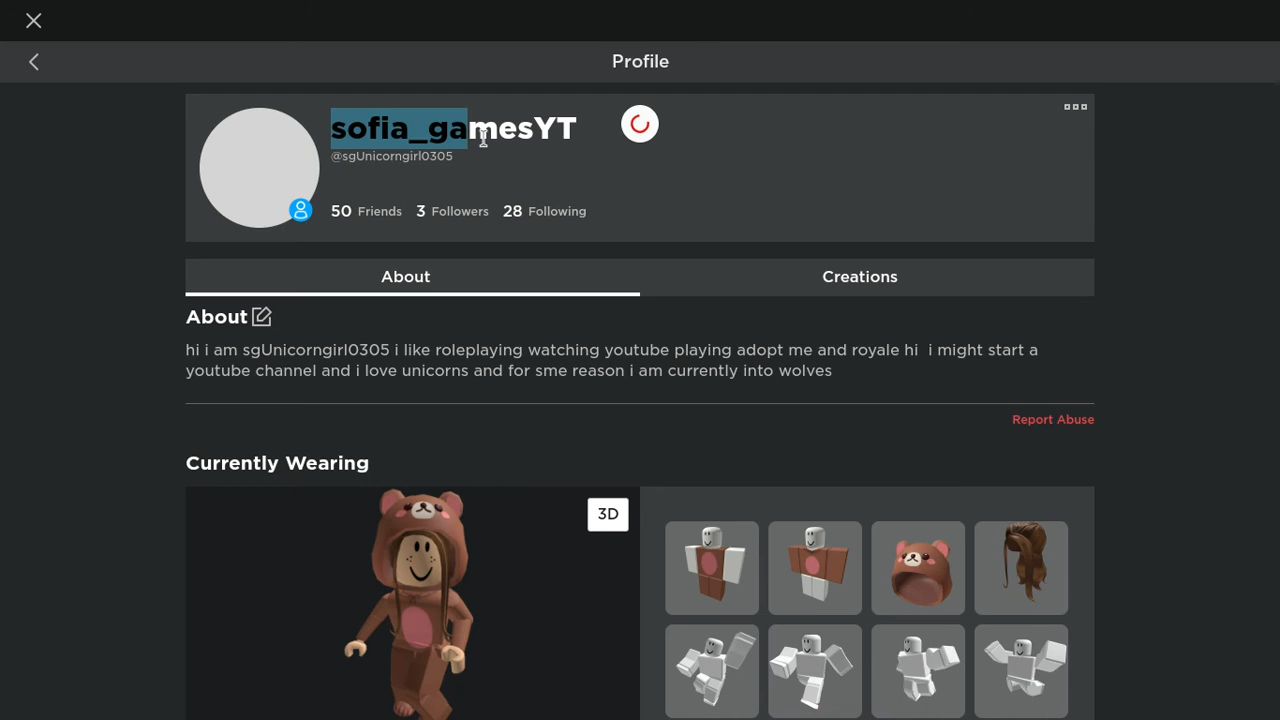 Profile
sofia_gamesYT
@sgUnicorngirl0305
50 Friends 3 Followers 28 Following
About Creations
About
hi i am sgUnicorngirl0305 i like roleplaying watching youtube playing adopt me and royale hi  i might start a
youtube channel and i love unicorns and for sme reason i am currently into wolves
Report Abuse
Currently Wearing
3D